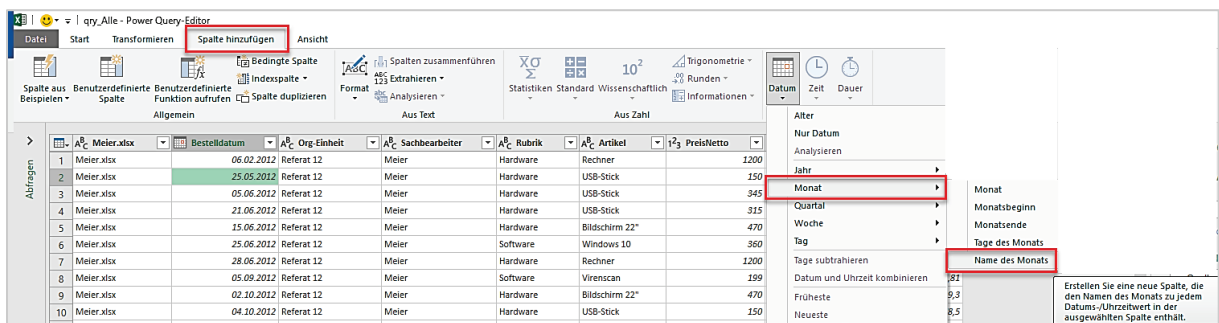 qry_Alle - Power Query-Editor
Datei Start Transformieren Spalte hinzufügen Ansicht
Spalte aus Beispielen
Benutzerdefinierte Spalte
Benutzerdefinierte Funktion aufrufen
Bedingte Spalte
Indexspalte
Spalte duplizieren
Allgemein
Format
Spalten zusammenführen
Extrahieren
Analysieren
Aus Text
Statistiken
Standard
Wissenschaftlich
Trigonometrie
Runden
Informationen
Aus Zahl
Datum
Zeit
Dauer
Alter
Nur Datum
Analysieren
Jahr
Monat
Quartal
Woche
Tag
Tage subtrahieren
Datum und Uhrzeit kombinieren
Früheste
Neueste
Monat
Monatsbeginn
Monatsende
Tage des Monats
Name des Monats
Erstellen Sie eine neue Spalte, die
den Namen des Monats zu jedem
Datums-/Uhrzeitwert in der
ausgewählten Spalte enthält.
Abfragen
Meier.xlsx Bestelldatum Org-Einheit Sachbearbeiter Rubrik Artikel PreisNetto
1 Meier.xlsx 06.02.2012 Referat 12 Meier Hardware Rechner 1200
2 Meier.xlsx 25.05.2012 Referat 12 Meier Hardware USB-Stick 150
3 Meier.xlsx 05.06.2012 Referat 12 Meier Hardware USB-Stick 345
4 Meier.xlsx 21.06.2012 Referat 12 Meier Hardware USB-Stick 315
5 Meier.xlsx 15.06.2012 Referat 12 Meier Hardware Bildschirm 22" 470
6 Meier.xlsx 25.06.2012 Referat 12 Meier Software Windows 10 360
7 Meier.xlsx 28.06.2012 Referat 12 Meier Hardware Rechner 1200
8 Meier.xlsx 05.09.2012 Referat 12 Meier Software Virenscan 199 ,81
9 Meier.xlsx 02.10.2012 Referat 12 Meier Hardware Bildschirm 22" 470 9,3
10 Meier.xlsx 04.10.2012 Referat 12 Meier Hardware USB-Stick 150 8,5